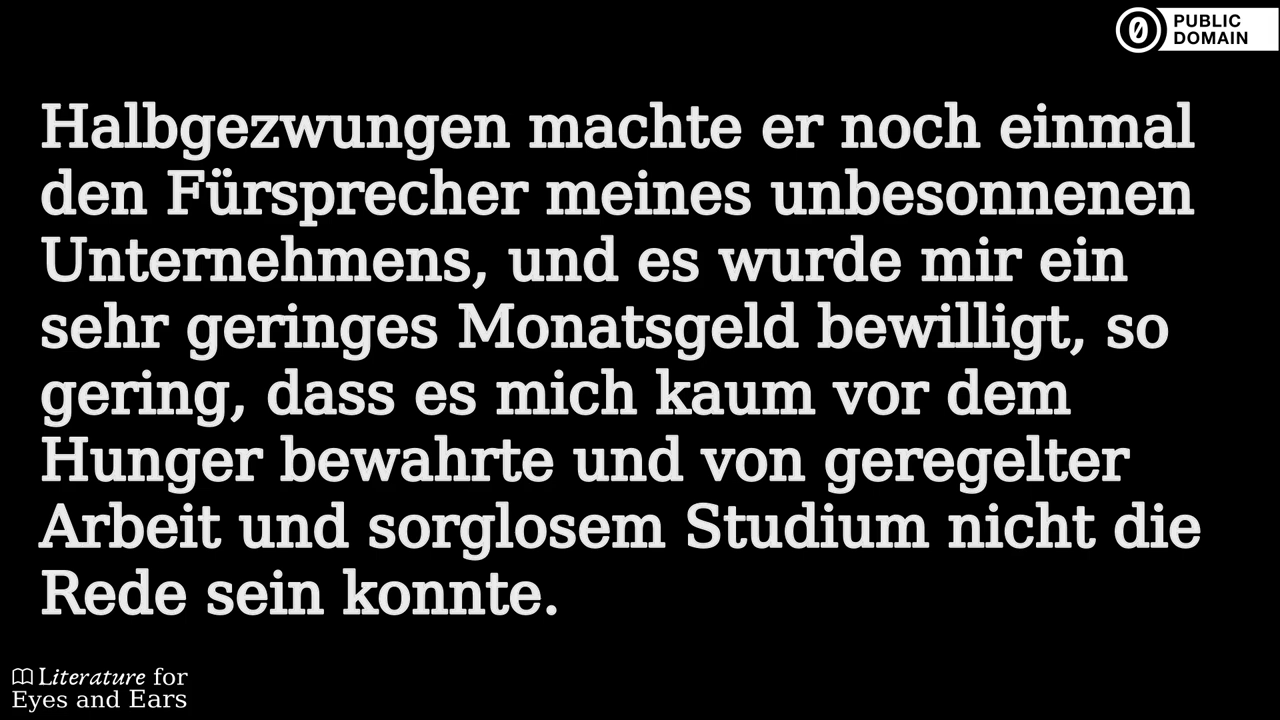 PUBLIC
DOMAIN
Halbgezwungen machte er noch einmal
den Fürsprecher meines unbesonnenen
Unternehmens, und es wurde mir ein
sehr geringes Monatsgeld bewilligt, so
gering, dass es mich kaum vor dem
Hunger bewahrte und von geregelter
Arbeit und sorglosem Studium nicht die
Rede sein konnte.
Literature for
Eyes and Ears